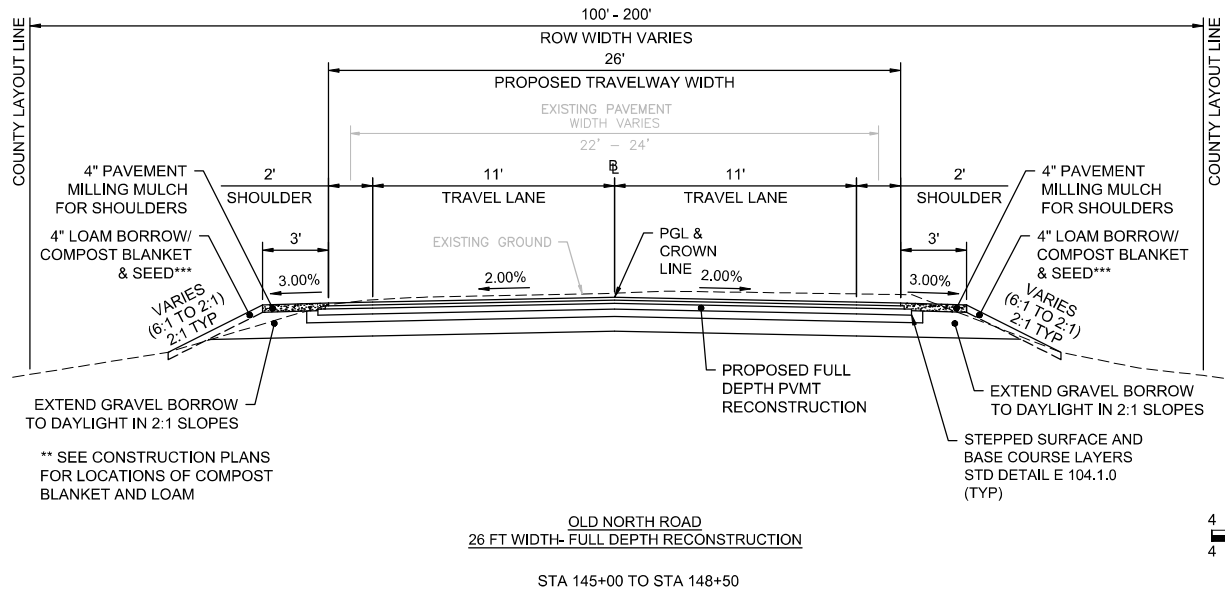 100' - 200'
ROW WIDTH VARIES
COUNTY LAYOUT LINE
COUNTY LAYOUT LINE
26'
PROPOSED TRAVELWAY WIDTH
EXISTING PAVEMENT
WIDTH VARIES
22' - 24'
BL
4" PAVEMENT
MILLING MULCH
FOR SHOULDERS
2'
SHOULDER
11'
TRAVEL LANE
11'
TRAVEL LANE
2'
SHOULDER
4" PAVEMENT
MILLING MULCH
FOR SHOULDERS
4" LOAM BORROW/
COMPOST BLANKET
& SEED***
3'
EXISTING GROUND
PGL &
CROWN
LINE
3'
4" LOAM BORROW/
COMPOST BLANKET
& SEED***
3.00%
2.00%
2.00%
3.00%
VARIES
(6:1 TO 2:1)
2:1 TYP
VARIES
(6:1 TO 2:1)
2:1 TYP
EXTEND GRAVEL BORROW
TO DAYLIGHT IN 2:1 SLOPES
PROPOSED FULL
DEPTH PVMT
RECONSTRUCTION
EXTEND GRAVEL BORROW
TO DAYLIGHT IN 2:1 SLOPES
** SEE CONSTRUCTION PLANS
FOR LOCATIONS OF COMPOST
BLANKET AND LOAM
STEPPED SURFACE AND
BASE COURSE LAYERS
STD DETAIL E 104.1.0
(TYP)
OLD NORTH ROAD
26 FT WIDTH- FULL DEPTH RECONSTRUCTION
STA 145+00 TO STA 148+50
4
4